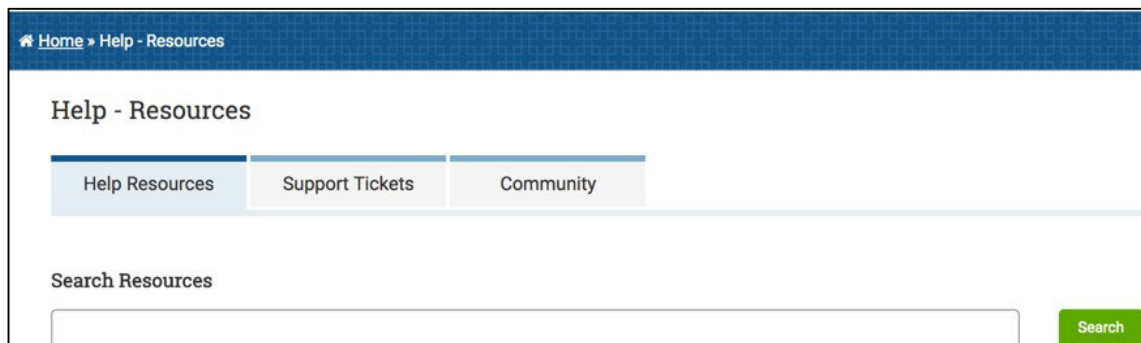 Home » Help - Resources
Help - Resources
Help Resources Support Tickets Community
Search Resources
Search